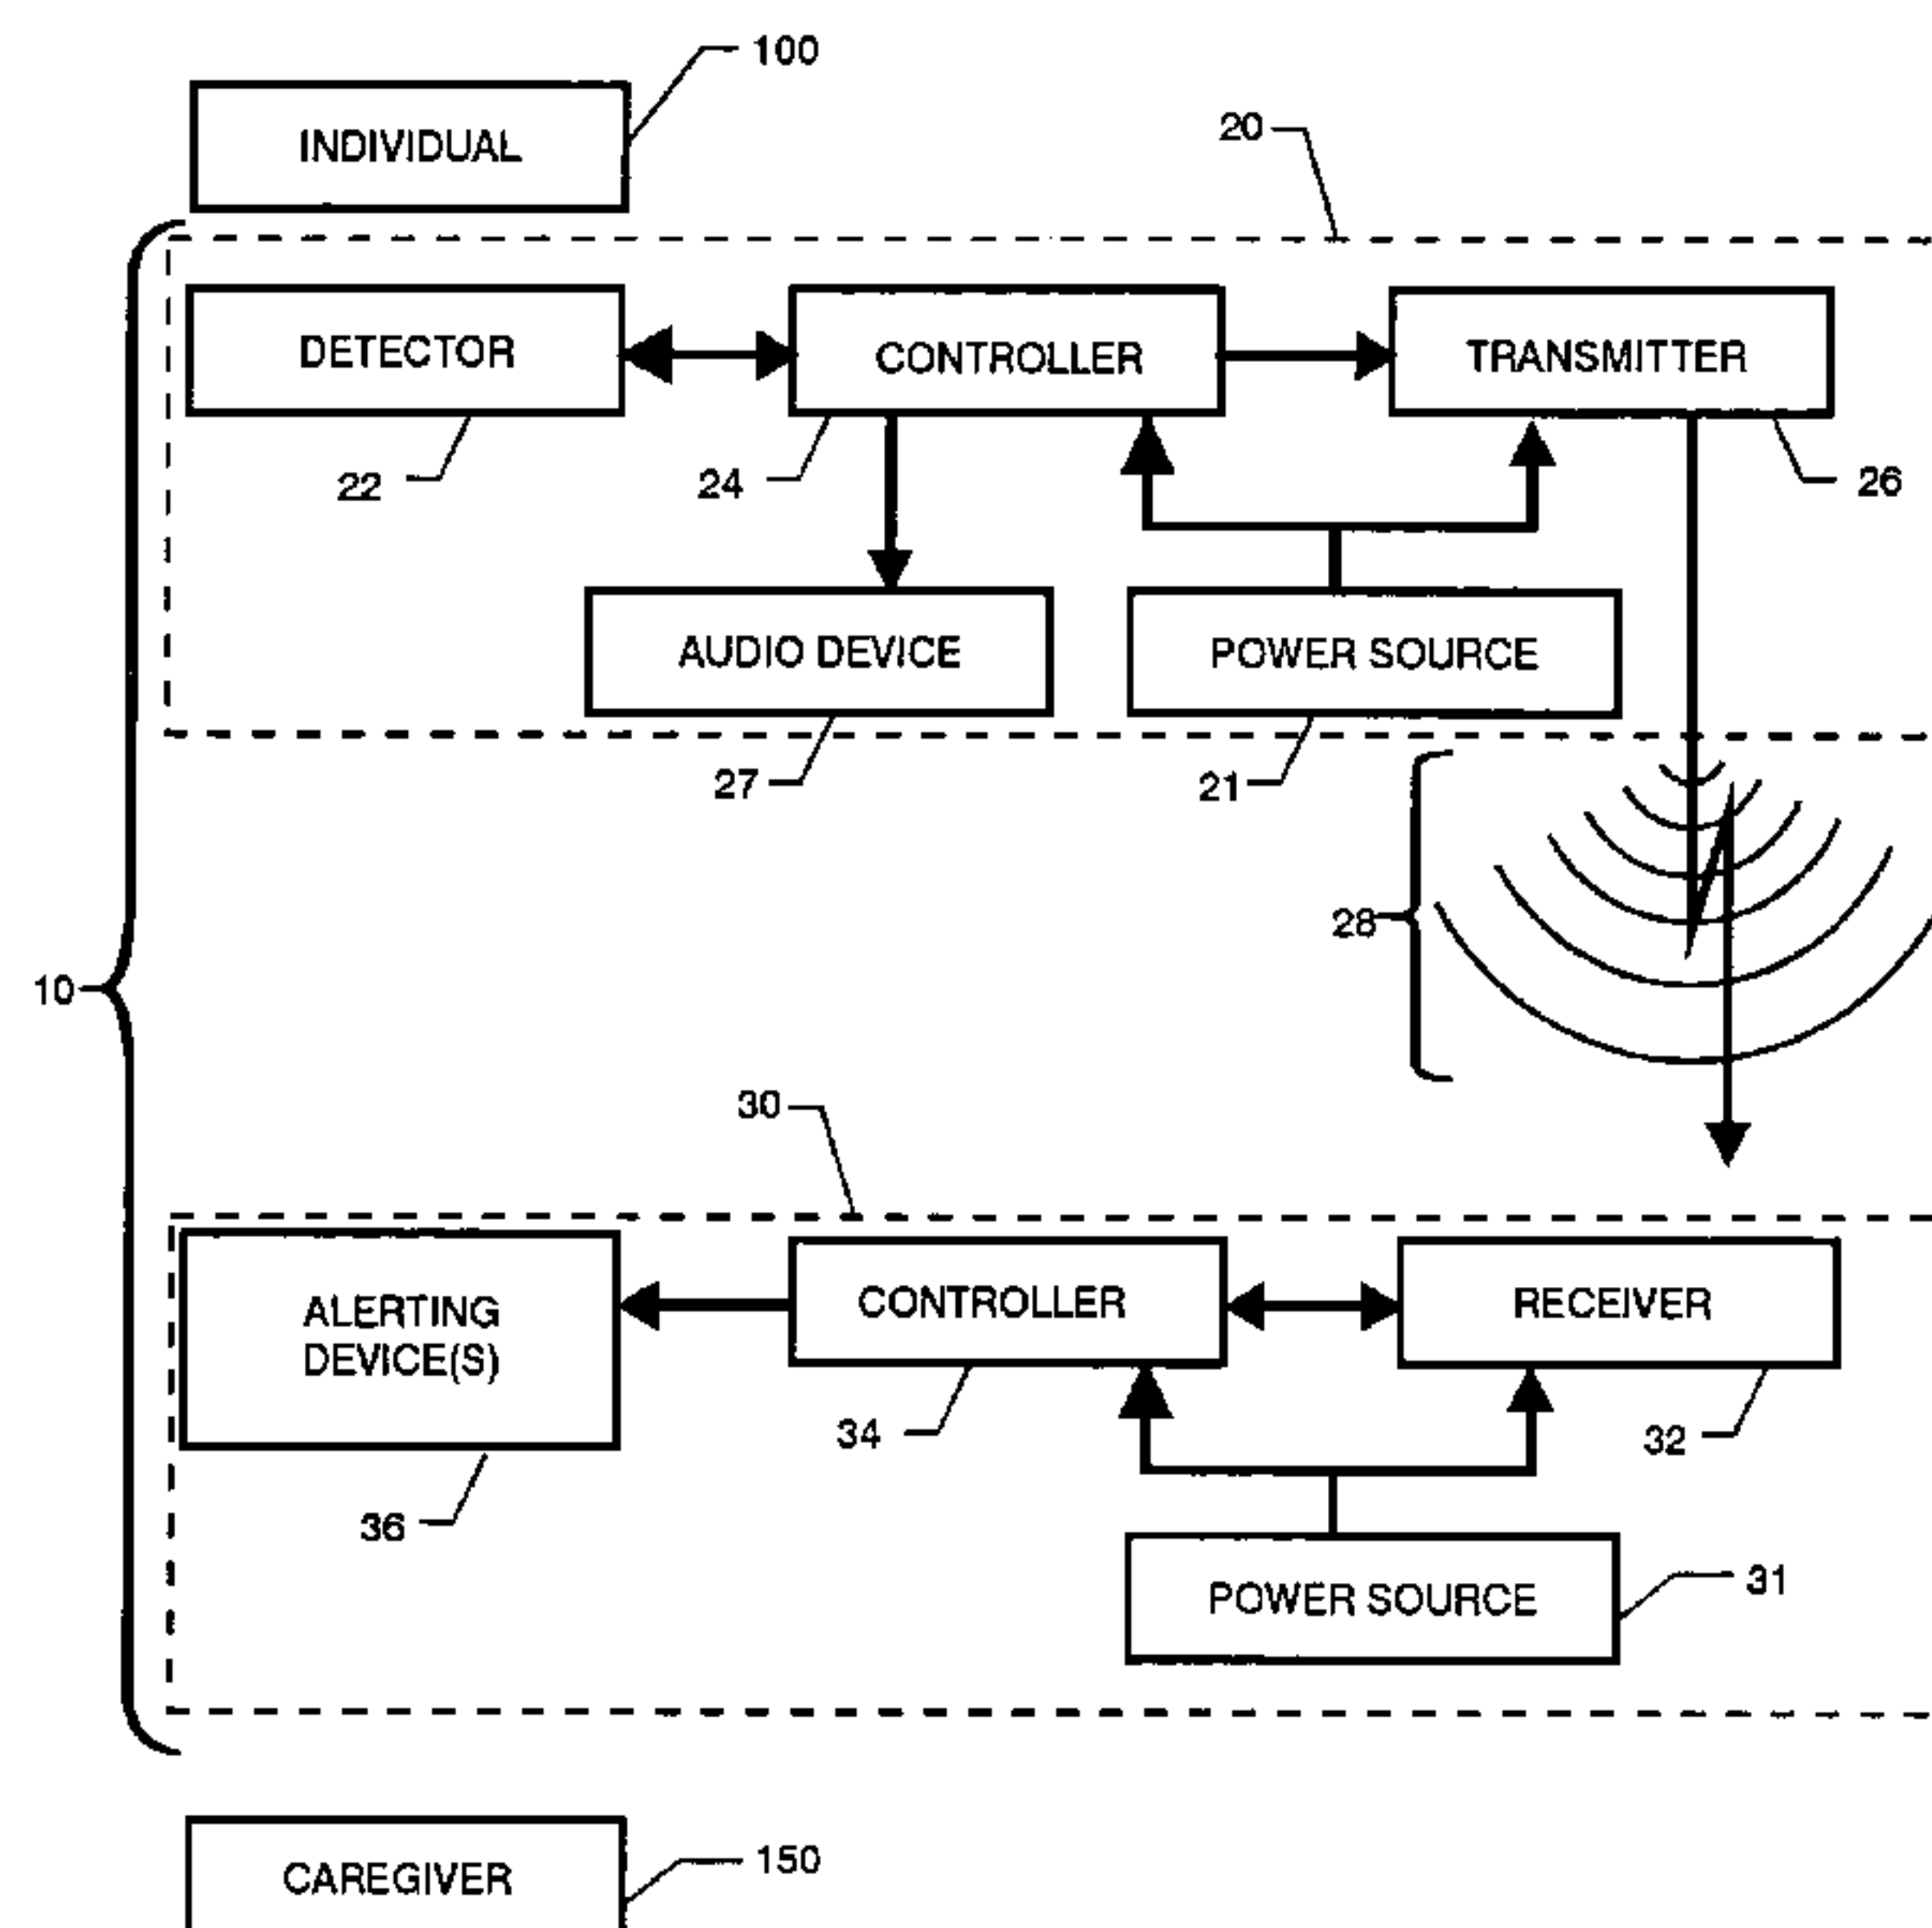 100
INDIVIDUAL
20
DETECTOR
CONTROLLER
TRANSMITTER
22
24
26
AUDIO DEVICE
POWER SOURCE
27
21
28
10
30
ALERTING
DEVICE(S)
CONTROLLER
RECEIVER
34
32
36
POWER SOURCE
31
CAREGIVER
150